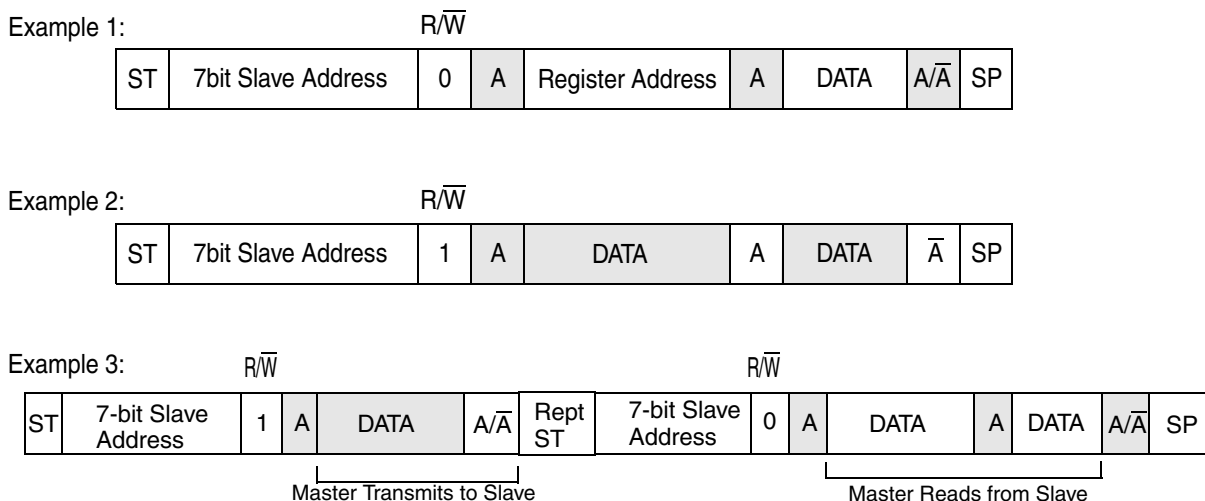 Example 1:
R/W̅
ST 7bit Slave Address 0 A Register Address A DATA A/A̅ SP
Example 2:
R/W̅
ST 7bit Slave Address 1 A DATA A DATA A̅ SP
Example 3:
R/W̅ R/W̅
ST 7-bit Slave Address 1 A DATA A/A̅ Rept ST 7-bit Slave Address 0 A DATA A DATA A/A̅ SP
Master Transmits to Slave Master Reads from Slave